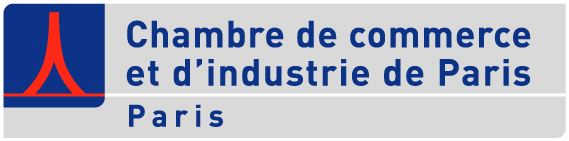 Chambre de commerce
et d'industrie de Paris
Paris